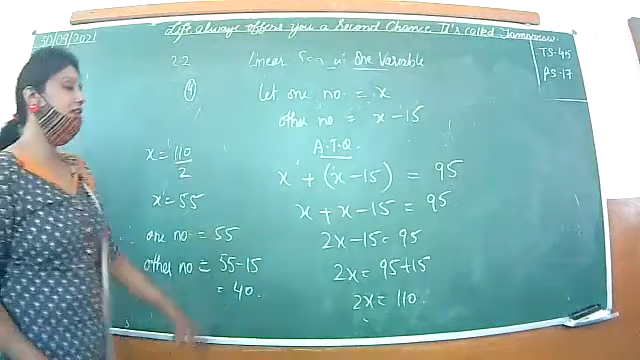 Life always offers you a Second Chance It's called Tomorrow.
30/09/2021
TS-45
PS-17
2.2 Linear Eqn in One Variable
(4) Let one no. = x
other no = x-15
A.T.Q
x + (x-15) = 95
x + x-15 = 95
2x-15 = 95
2x = 95+15
2x = 110.
x = 110/2
x = 55
one no = 55
other no = 55-15
= 40.